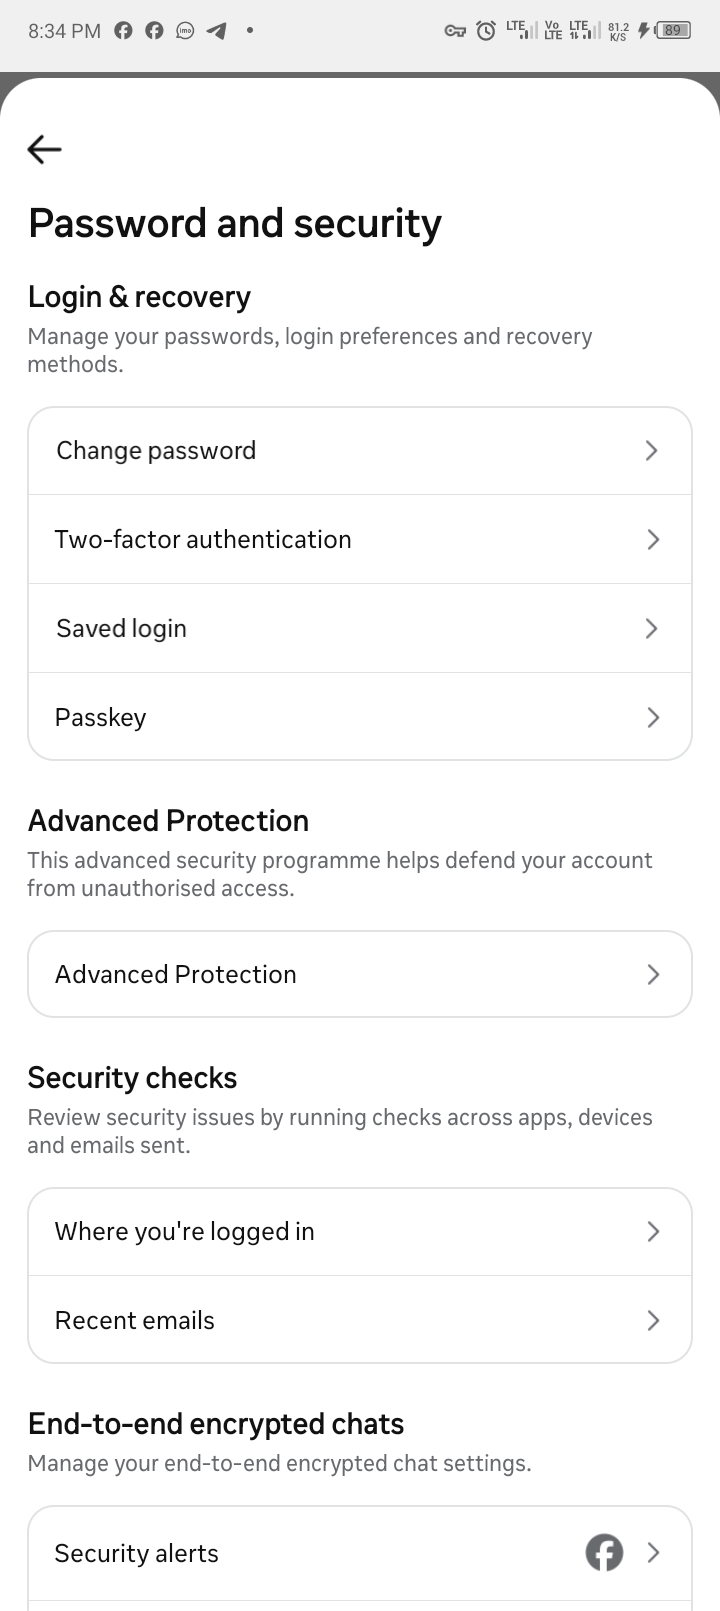 8:34 PM
imo
LTE
Vo
LTE
LTE
81.2
K/S
89
Password and security
Login & recovery
Manage your passwords, login preferences and recovery
methods.
Change password
Two-factor authentication
Saved login
Passkey
Advanced Protection
This advanced security programme helps defend your account
from unauthorised access.
Advanced Protection
Security checks
Review security issues by running checks across apps, devices
and emails sent.
Where you're logged in
Recent emails
End-to-end encrypted chats
Manage your end-to-end encrypted chat settings.
Security alerts